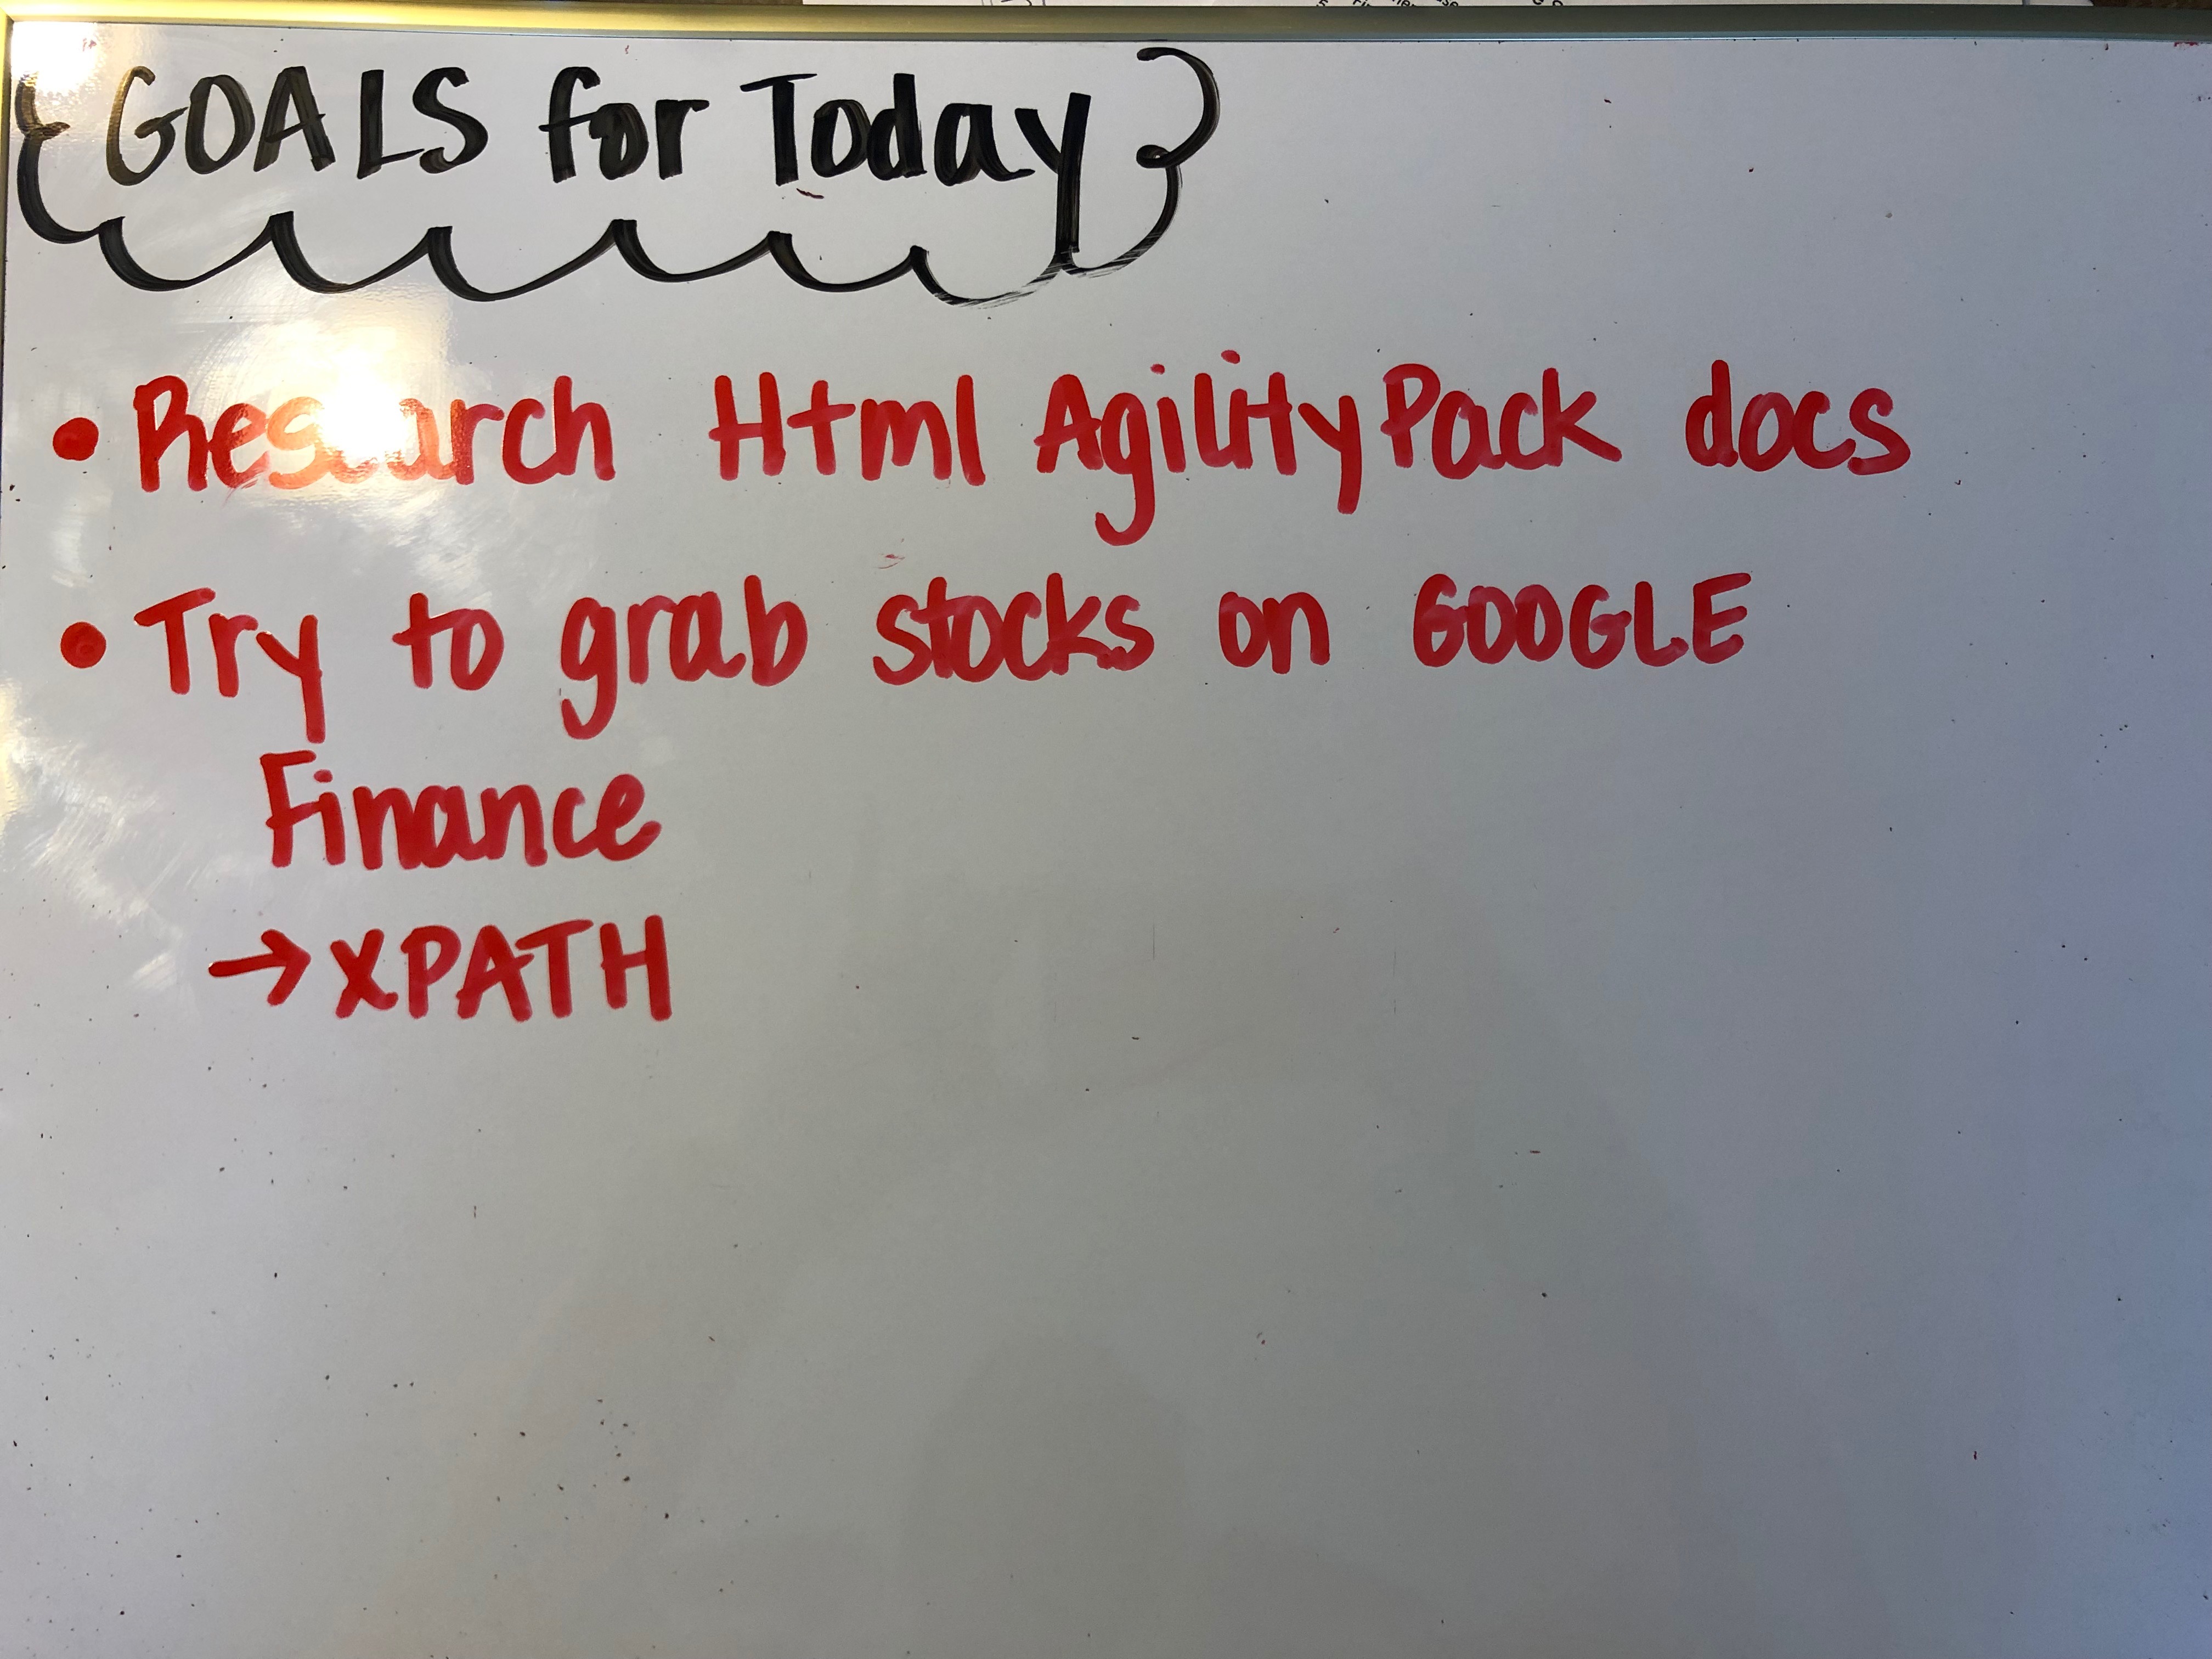 GOALS for Today
• Research Html AgilityPack docs
• Try to grab stocks on GOOGLE
Finance
→ XPATH